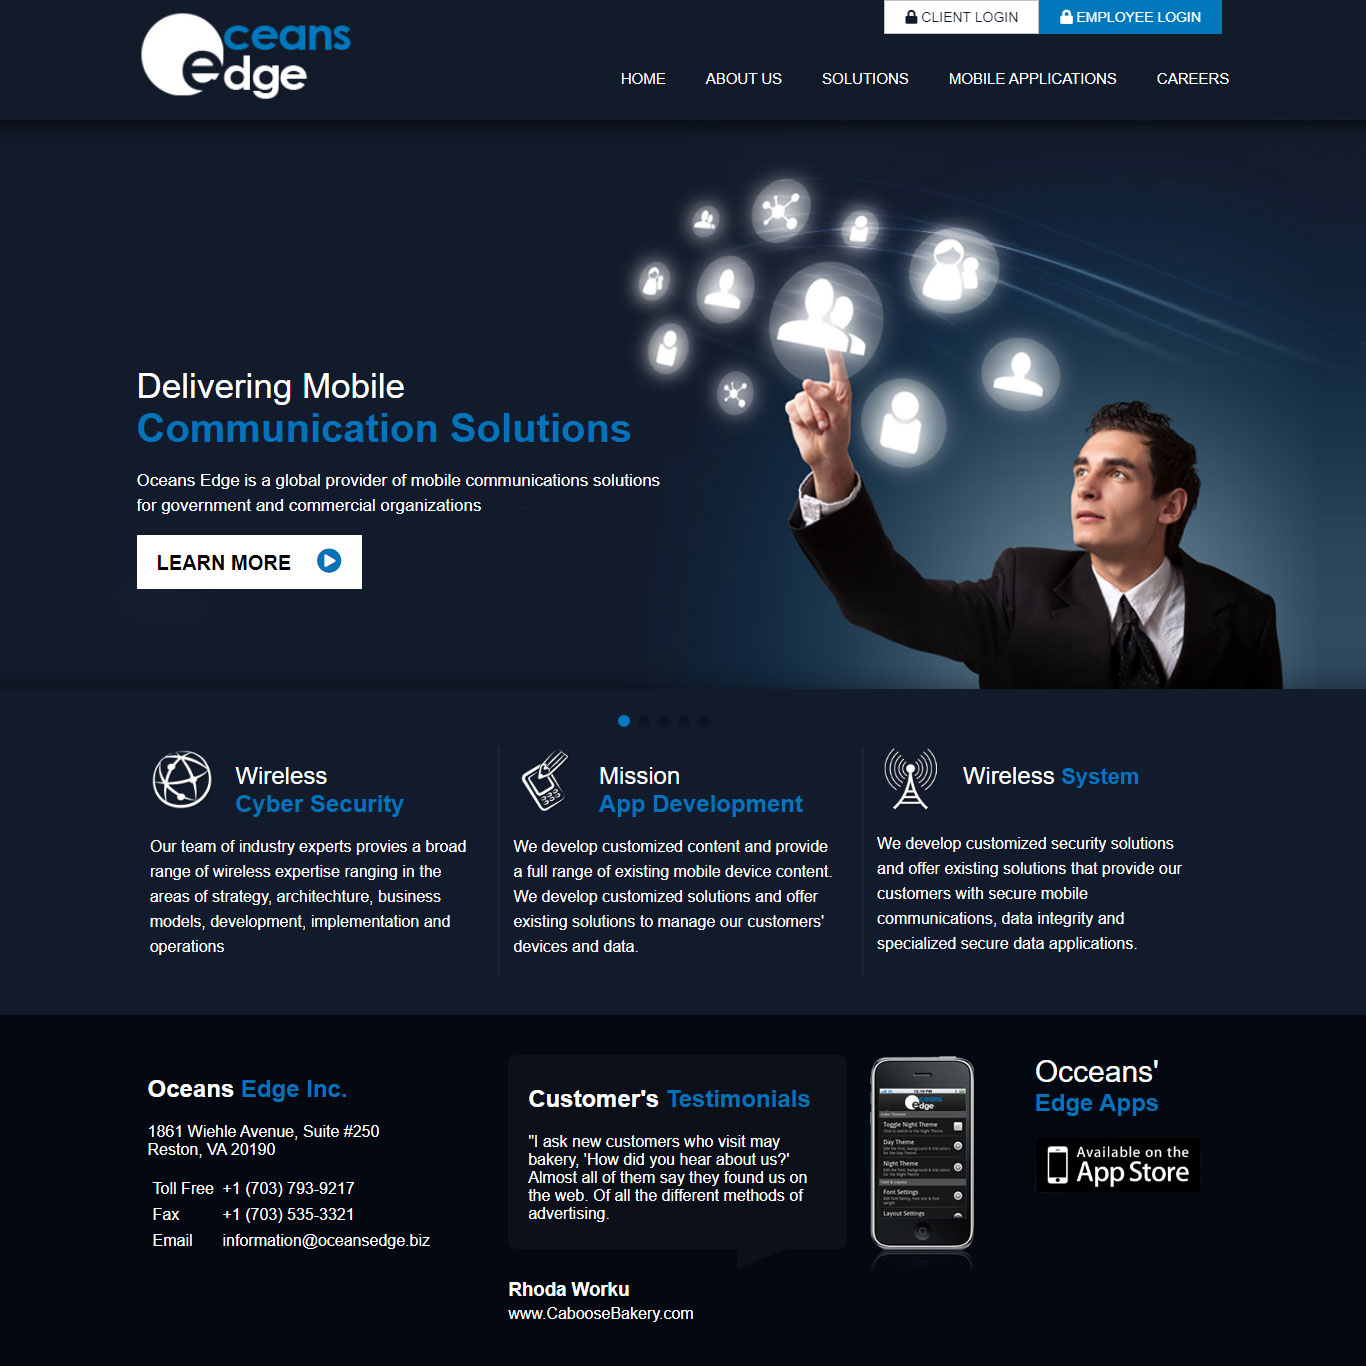 Oceans
edge
CLIENT LOGIN
EMPLOYEE LOGIN
HOME
ABOUT US
SOLUTIONS
MOBILE APPLICATIONS
CAREERS
Delivering Mobile
Communication Solutions
Oceans Edge is a global provider of mobile communications solutions
for government and commercial organizations
LEARN MORE
Wireless
Cyber Security
Our team of industry experts provies a broad
range of wireless expertise ranging in the
areas of strategy, architechture, business
models, development, implementation and
operations
Mission
App Development
We develop customized content and provide
a full range of existing mobile device content.
We develop customized solutions and offer
existing solutions to manage our customers'
devices and data.
Wireless System
We develop customized security solutions
and offer existing solutions that provide our
customers with secure mobile
communications, data integrity and
specialized secure data applications.
Oceans Edge Inc.
1861 Wiehle Avenue, Suite #250
Reston, VA 20190
Toll Free +1 (703) 793-9217
Fax +1 (703) 535-3321
Email information@oceansedge.biz
Customer's Testimonials
"I ask new customers who visit may
bakery, 'How did you hear about us?'
Almost all of them say they found us on
the web. Of all the different methods of
advertising.
Rhoda Worku
www.CabooseBakery.com
Oceans
edge
Toggle Night Theme
Day Theme
Night Theme
Font Settings
Layout Settings
Occeans'
Edge Apps
Available on the
App Store